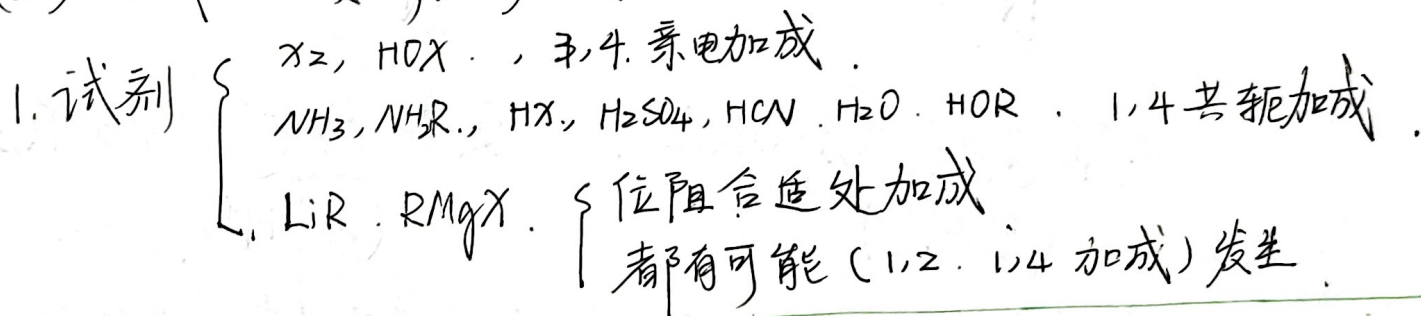 X2, HOX . , 3,4. 亲电加成 .
1. 试剂 NH3, NH2R., HX., H2SO4, HCN . H2O . HOR . 1,4 共轭加成 .
LiR . RMgX . 位阻合适处加成
都有可能 (1,2 . 1,4 加成) 发生 .